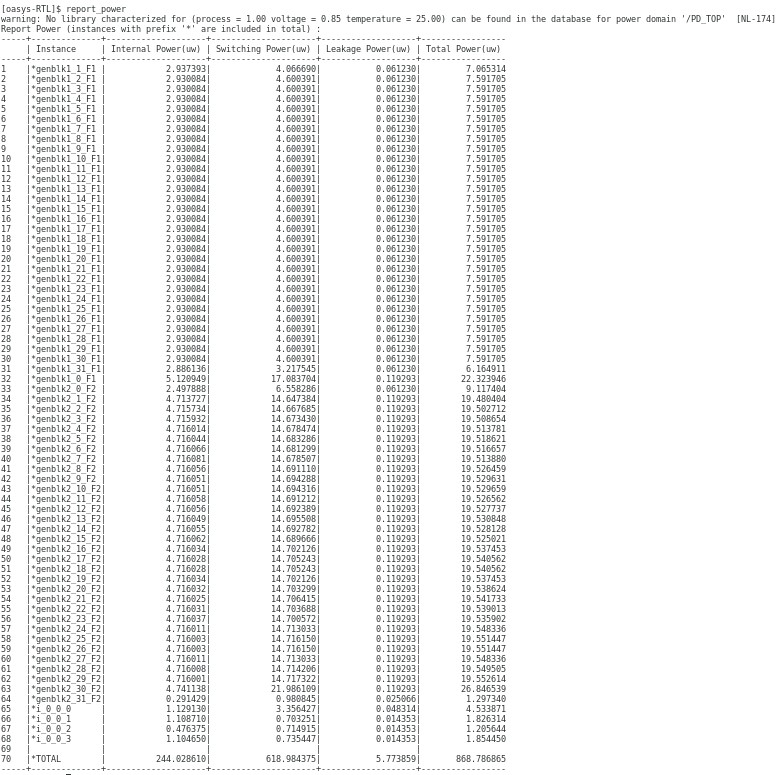 [oasys-RTL]$ report_power
warning: No library characterized for (process = 1.00 voltage = 0.85 temperature = 25.00) can be found in the database for power domain '/PD_TOP'  [NL-174]
Report Power (instances with prefix '*' are included in total) :
-----+--------------+--------------------+---------------------+-------------------+-----------------
     | Instance     | Internal Power(uw) | Switching Power(uw) | Leakage Power(uw) | Total Power(uw)
-----+--------------+--------------------+---------------------+-------------------+-----------------
1    |*genblk1_1_F1 |            2.937393|             4.066690|           0.061230|         7.065314
2    |*genblk1_2_F1 |            2.930084|             4.600391|           0.061230|         7.591705
3    |*genblk1_3_F1 |            2.930084|             4.600391|           0.061230|         7.591705
4    |*genblk1_4_F1 |            2.930084|             4.600391|           0.061230|         7.591705
5    |*genblk1_5_F1 |            2.930084|             4.600391|           0.061230|         7.591705
6    |*genblk1_6_F1 |            2.930084|             4.600391|           0.061230|         7.591705
7    |*genblk1_7_F1 |            2.930084|             4.600391|           0.061230|         7.591705
8    |*genblk1_8_F1 |            2.930084|             4.600391|           0.061230|         7.591705
9    |*genblk1_9_F1 |            2.930084|             4.600391|           0.061230|         7.591705
10   |*genblk1_10_F1|            2.930084|             4.600391|           0.061230|         7.591705
11   |*genblk1_11_F1|            2.930084|             4.600391|           0.061230|         7.591705
12   |*genblk1_12_F1|            2.930084|             4.600391|           0.061230|         7.591705
13   |*genblk1_13_F1|            2.930084|             4.600391|           0.061230|         7.591705
14   |*genblk1_14_F1|            2.930084|             4.600391|           0.061230|         7.591705
15   |*genblk1_15_F1|            2.930084|             4.600391|           0.061230|         7.591705
16   |*genblk1_16_F1|            2.930084|             4.600391|           0.061230|         7.591705
17   |*genblk1_17_F1|            2.930084|             4.600391|           0.061230|         7.591705
18   |*genblk1_18_F1|            2.930084|             4.600391|           0.061230|         7.591705
19   |*genblk1_19_F1|            2.930084|             4.600391|           0.061230|         7.591705
20   |*genblk1_20_F1|            2.930084|             4.600391|           0.061230|         7.591705
21   |*genblk1_21_F1|            2.930084|             4.600391|           0.061230|         7.591705
22   |*genblk1_22_F1|            2.930084|             4.600391|           0.061230|         7.591705
23   |*genblk1_23_F1|            2.930084|             4.600391|           0.061230|         7.591705
24   |*genblk1_24_F1|            2.930084|             4.600391|           0.061230|         7.591705
25   |*genblk1_25_F1|            2.930084|             4.600391|           0.061230|         7.591705
26   |*genblk1_26_F1|            2.930084|             4.600391|           0.061230|         7.591705
27   |*genblk1_27_F1|            2.930084|             4.600391|           0.061230|         7.591705
28   |*genblk1_28_F1|            2.930084|             4.600391|           0.061230|         7.591705
29   |*genblk1_29_F1|            2.930084|             4.600391|           0.061230|         7.591705
30   |*genblk1_30_F1|            2.930084|             4.600391|           0.061230|         7.591705
31   |*genblk1_31_F1|            2.886136|             3.217545|           0.061230|         6.164911
32   |*genblk1_0_F1 |            5.120949|            17.083704|           0.119293|        22.323946
33   |*genblk2_0_F2 |            2.497888|             6.558286|           0.061230|         9.117404
34   |*genblk2_1_F2 |            4.713727|            14.647384|           0.119293|        19.480404
35   |*genblk2_2_F2 |            4.715734|            14.667685|           0.119293|        19.502712
36   |*genblk2_3_F2 |            4.715932|            14.673430|           0.119293|        19.508654
37   |*genblk2_4_F2 |            4.716014|            14.678474|           0.119293|        19.513781
38   |*genblk2_5_F2 |            4.716044|            14.683286|           0.119293|        19.518621
39   |*genblk2_6_F2 |            4.716066|            14.681299|           0.119293|        19.516657
40   |*genblk2_7_F2 |            4.716081|            14.678507|           0.119293|        19.513880
41   |*genblk2_8_F2 |            4.716056|            14.691110|           0.119293|        19.526459
42   |*genblk2_9_F2 |            4.716051|            14.694288|           0.119293|        19.529631
43   |*genblk2_10_F2|            4.716051|            14.694316|           0.119293|        19.529659
44   |*genblk2_11_F2|            4.716058|            14.691212|           0.119293|        19.526562
45   |*genblk2_12_F2|            4.716056|            14.692389|           0.119293|        19.527737
46   |*genblk2_13_F2|            4.716049|            14.695508|           0.119293|        19.530848
47   |*genblk2_14_F2|            4.716055|            14.692782|           0.119293|        19.528128
48   |*genblk2_15_F2|            4.716062|            14.689666|           0.119293|        19.525021
49   |*genblk2_16_F2|            4.716034|            14.702126|           0.119293|        19.537453
50   |*genblk2_17_F2|            4.716028|            14.705243|           0.119293|        19.540562
51   |*genblk2_18_F2|            4.716028|            14.705243|           0.119293|        19.540562
52   |*genblk2_19_F2|            4.716034|            14.702126|           0.119293|        19.537453
53   |*genblk2_20_F2|            4.716032|            14.703299|           0.119293|        19.538624
54   |*genblk2_21_F2|            4.716025|            14.706415|           0.119293|        19.541733
55   |*genblk2_22_F2|            4.716031|            14.703688|           0.119293|        19.539013
56   |*genblk2_23_F2|            4.716037|            14.700572|           0.119293|        19.535902
57   |*genblk2_24_F2|            4.716011|            14.713033|           0.119293|        19.548336
58   |*genblk2_25_F2|            4.716003|            14.716150|           0.119293|        19.551447
59   |*genblk2_26_F2|            4.716003|            14.716150|           0.119293|        19.551447
60   |*genblk2_27_F2|            4.716011|            14.713033|           0.119293|        19.548336
61   |*genblk2_28_F2|            4.716008|            14.714206|           0.119293|        19.549505
62   |*genblk2_29_F2|            4.716001|            14.717322|           0.119293|        19.552614
63   |*genblk2_30_F2|            4.741138|            21.986109|           0.119293|        26.846539
64   |*genblk2_31_F2|            0.291429|             0.980845|           0.025066|         1.297340
65   |*i_0_0_0      |            1.129130|             3.356427|           0.048314|         4.533871
66   |*i_0_0_1      |            1.108710|             0.703251|           0.014353|         1.826314
67   |*i_0_0_2      |            0.476375|             0.714915|           0.014353|         1.205644
68   |*i_0_0_3      |            1.104650|             0.735447|           0.014353|         1.854450
69   |              |                    |                     |                   |
70   |*TOTAL        |          244.028610|           618.984375|           5.773859|       868.786865
-----+--------------+--------------------+---------------------+-------------------+-----------------